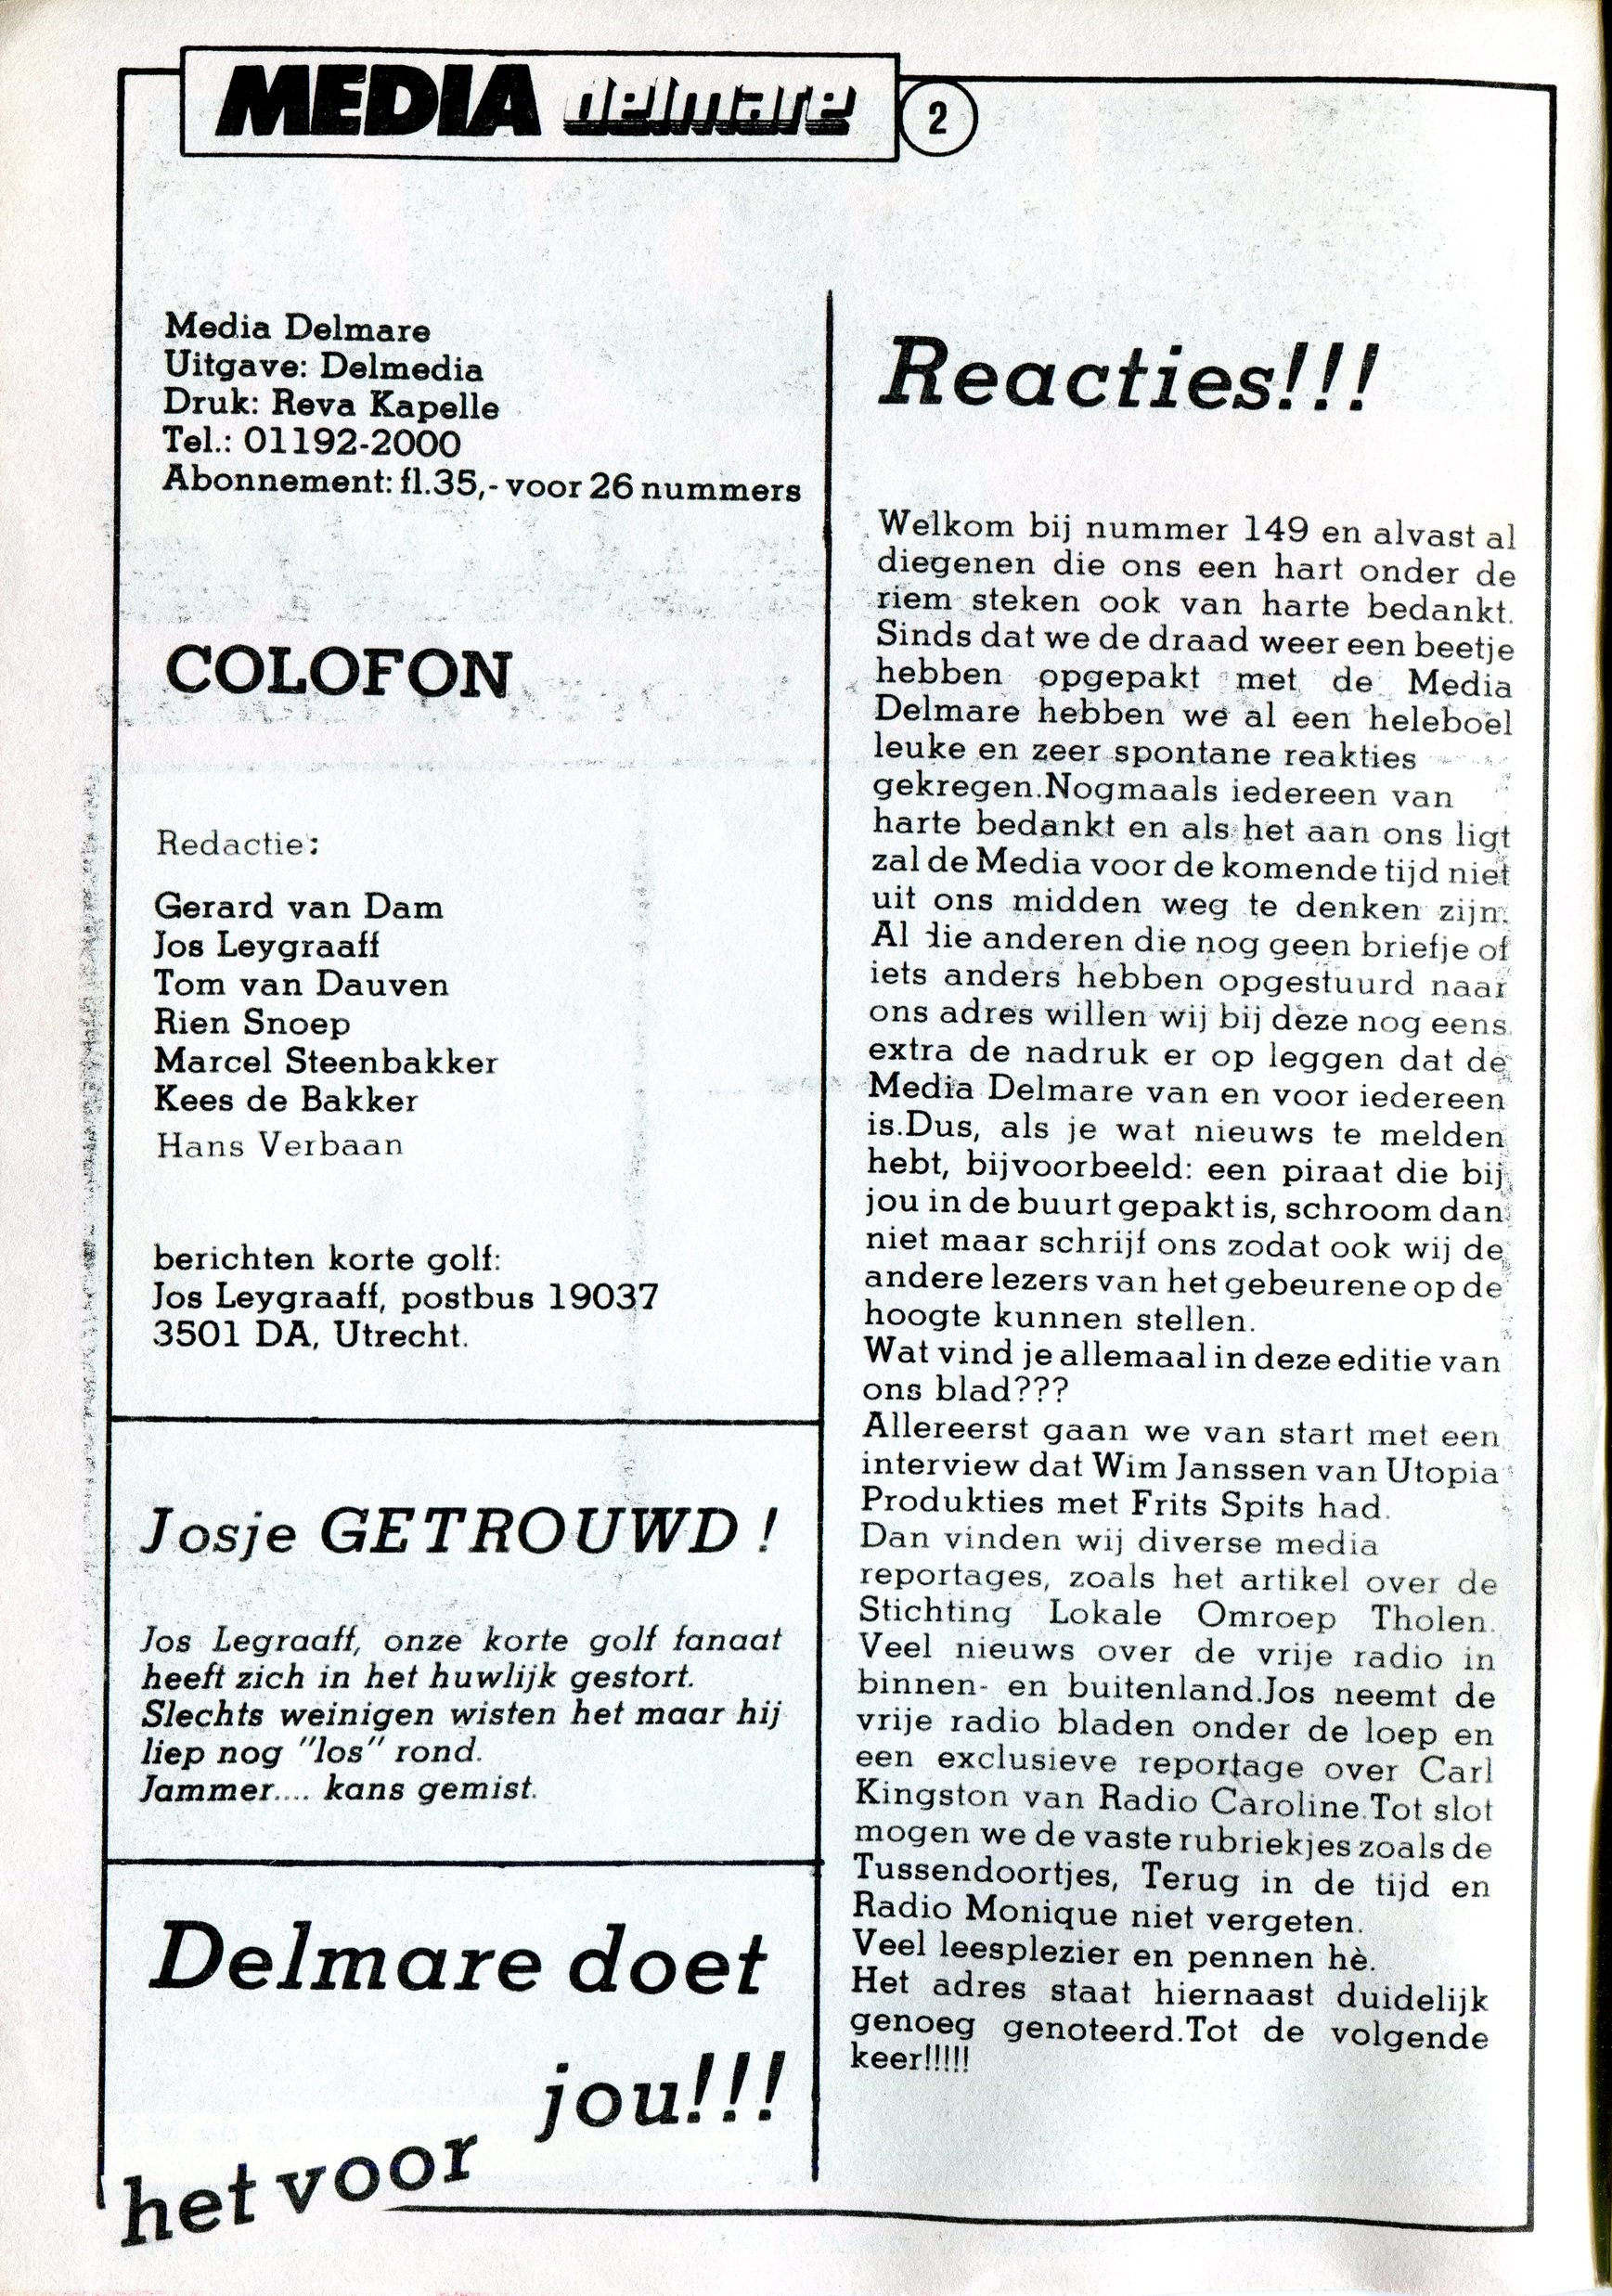 MEDIA delmare 2
Media Delmare
Uitgave: Delmedia
Druk: Reva Kapelle
Tel.: 01192-2000
Abonnement: fl.35,- voor 26 nummers
COLOFON
Redactie:
Gerard van Dam
Jos Leygraaff
Tom van Dauven
Rien Snoep
Marcel Steenbakker
Kees de Bakker
Hans Verbaan
berichten korte golf:
Jos Leygraaff, postbus 19037
3501 DA, Utrecht.
Josje GETROUWD !
Jos Legraaff, onze korte golf fanaat
heeft zich in het huwlijk gestort.
Slechts weinigen wisten het maar hij
liep nog "los" rond.
Jammer.... kans gemist.
Delmare doet
het voor jou!!!
Reacties!!!
Welkom bij nummer 149 en alvast al
diegenen die ons een hart onder de
riem steken ook van harte bedankt.
Sinds dat we de draad weer een beetje
hebben opgepakt met de Media
Delmare hebben we al een heleboel
leuke en zeer spontane reakties
gekregen.Nogmaals iedereen van
harte bedankt en als het aan ons ligt
zal de Media voor de komende tijd niet
uit ons midden weg te denken zijn.
Al die anderen die nog geen briefje of
iets anders hebben opgestuurd naar
ons adres willen wij bij deze nog eens
extra de nadruk er op leggen dat de
Media Delmare van en voor iedereen
is.Dus, als je wat nieuws te melden
hebt, bijvoorbeeld: een piraat die bij
jou in de buurt gepakt is, schroom dan
niet maar schrijf ons zodat ook wij de
andere lezers van het gebeurene op de
hoogte kunnen stellen.
Wat vind je allemaal in deze editie van
ons blad???
Allereerst gaan we van start met een
interview dat Wim Janssen van Utopia
Produkties met Frits Spits had.
Dan vinden wij diverse media
reportages, zoals het artikel over de
Stichting Lokale Omroep Tholen.
Veel nieuws over de vrije radio in
binnen- en buitenland.Jos neemt de
vrije radio bladen onder de loep en
een exclusieve reportage over Carl
Kingston van Radio Caroline.Tot slot
mogen we de vaste rubriekjes zoals de
Tussendoortjes, Terug in de tijd en
Radio Monique niet vergeten.
Veel leesplezier en pennen hè.
Het adres staat hiernaast duidelijk
genoeg genoteerd.Tot de volgende
keer!!!!!